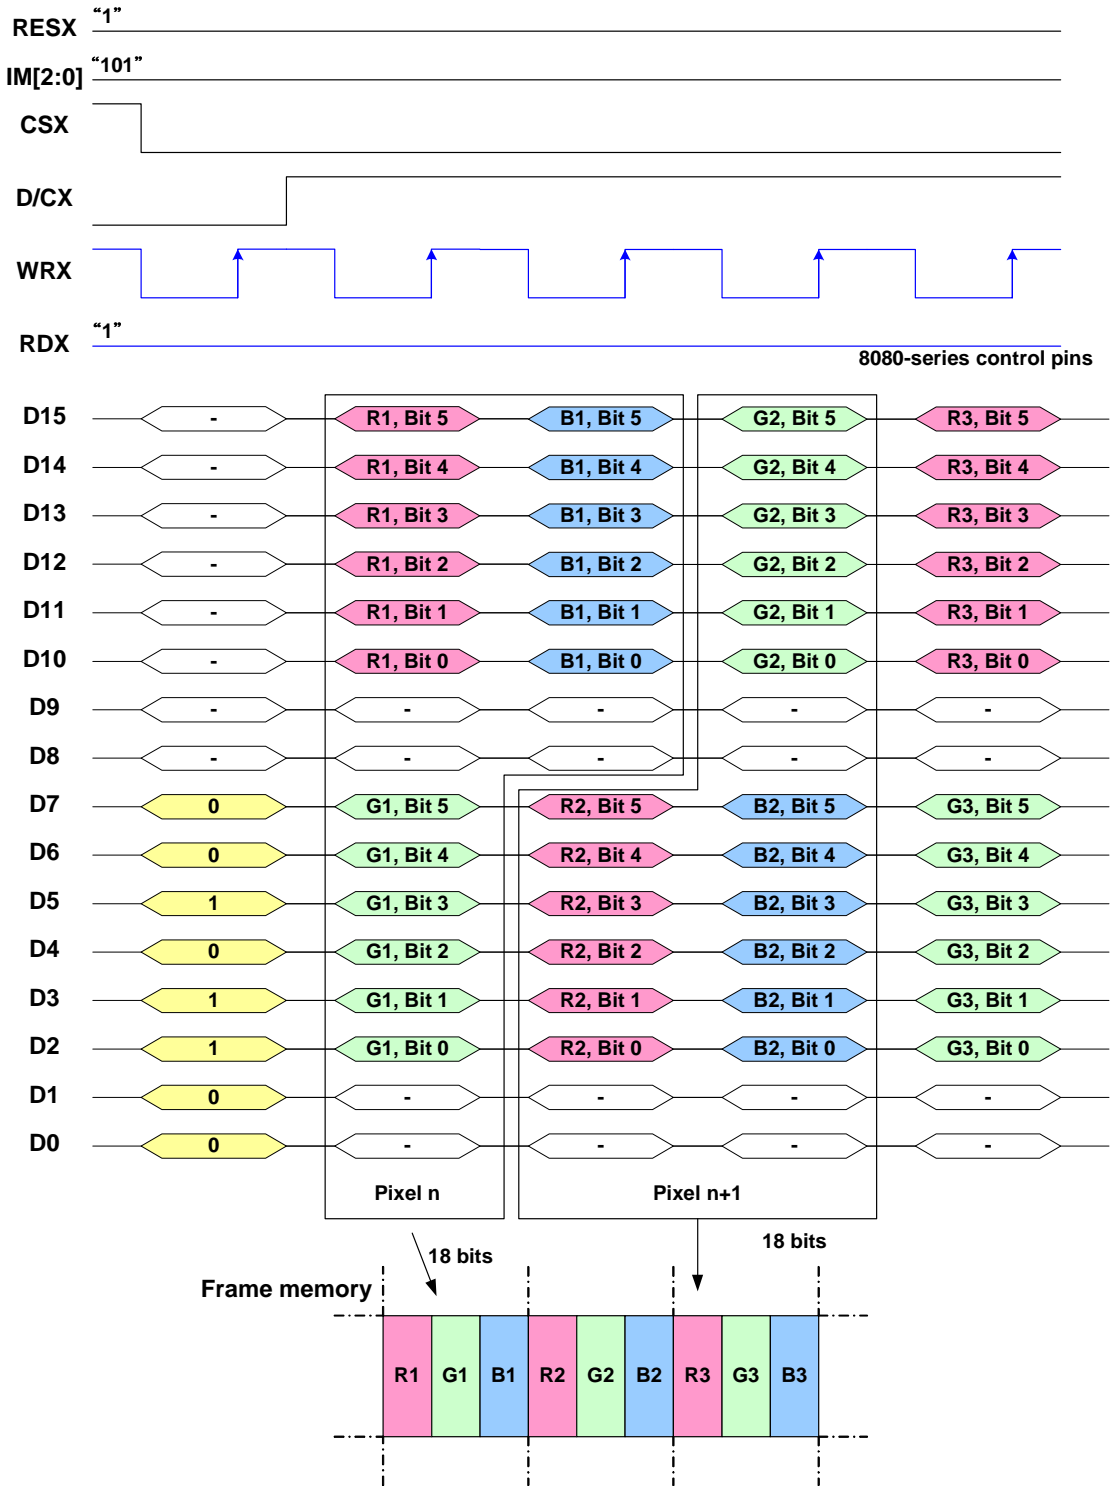 RESX “1”
IM[2:0] “101”
CSX
D/CX
WRX
RDX “1”
8080-series control pins
D15 - R1, Bit 5 B1, Bit 5 G2, Bit 5 R3, Bit 5
D14 - R1, Bit 4 B1, Bit 4 G2, Bit 4 R3, Bit 4
D13 - R1, Bit 3 B1, Bit 3 G2, Bit 3 R3, Bit 3
D12 - R1, Bit 2 B1, Bit 2 G2, Bit 2 R3, Bit 2
D11 - R1, Bit 1 B1, Bit 1 G2, Bit 1 R3, Bit 1
D10 - R1, Bit 0 B1, Bit 0 G2, Bit 0 R3, Bit 0
D9 - - - - -
D8 - - - - -
D7 0 G1, Bit 5 R2, Bit 5 B2, Bit 5 G3, Bit 5
D6 0 G1, Bit 4 R2, Bit 4 B2, Bit 4 G3, Bit 4
D5 1 G1, Bit 3 R2, Bit 3 B2, Bit 3 G3, Bit 3
D4 0 G1, Bit 2 R2, Bit 2 B2, Bit 2 G3, Bit 2
D3 1 G1, Bit 1 R2, Bit 1 B2, Bit 1 G3, Bit 1
D2 1 G1, Bit 0 R2, Bit 0 B2, Bit 0 G3, Bit 0
D1 0 - - - -
D0 0 - - - -
Pixel n Pixel n+1
18 bits 18 bits
Frame memory
R1 G1 B1 R2 G2 B2 R3 G3 B3